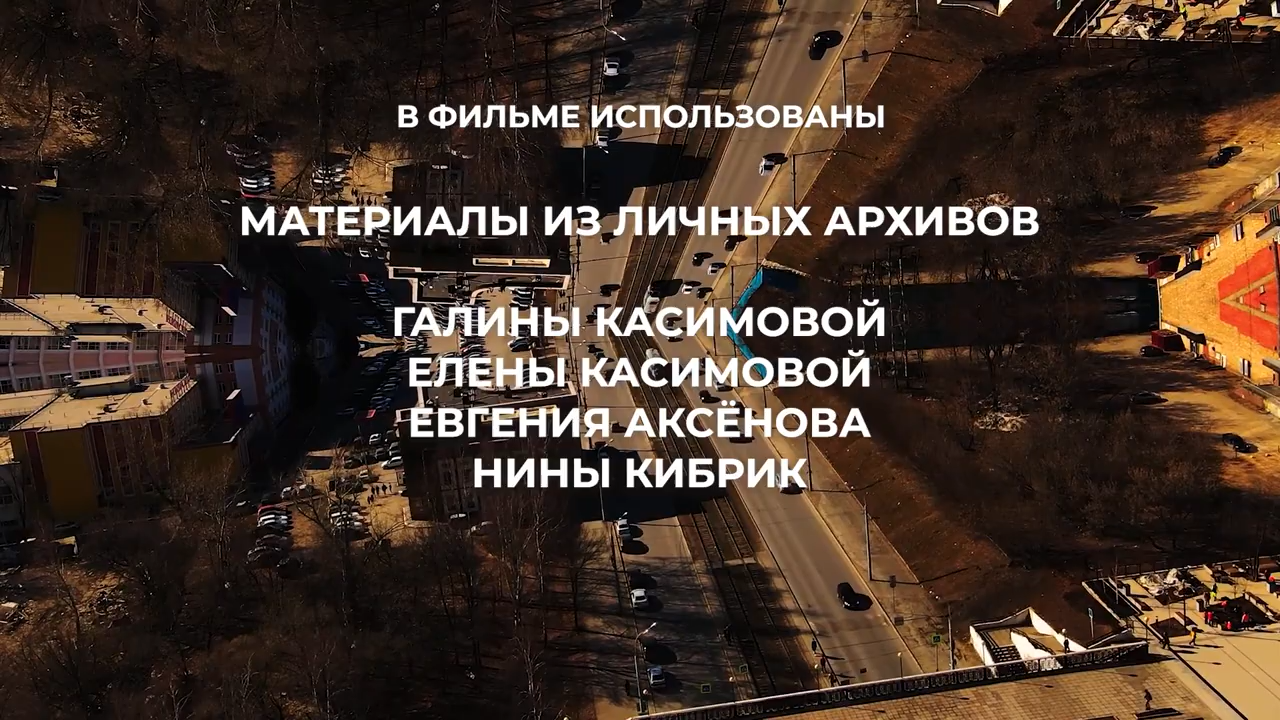 В ФИЛЬМЕ ИСПОЛЬЗОВАНЫ
МАТЕРИАЛЫ ИЗ ЛИЧНЫХ АРХИВОВ
ГАЛИНЫ КАСИМОВОЙ
ЕЛЕНЫ КАСИМОВОЙ
ЕВГЕНИЯ АКСЁНОВА
НИНЫ КИБРИК